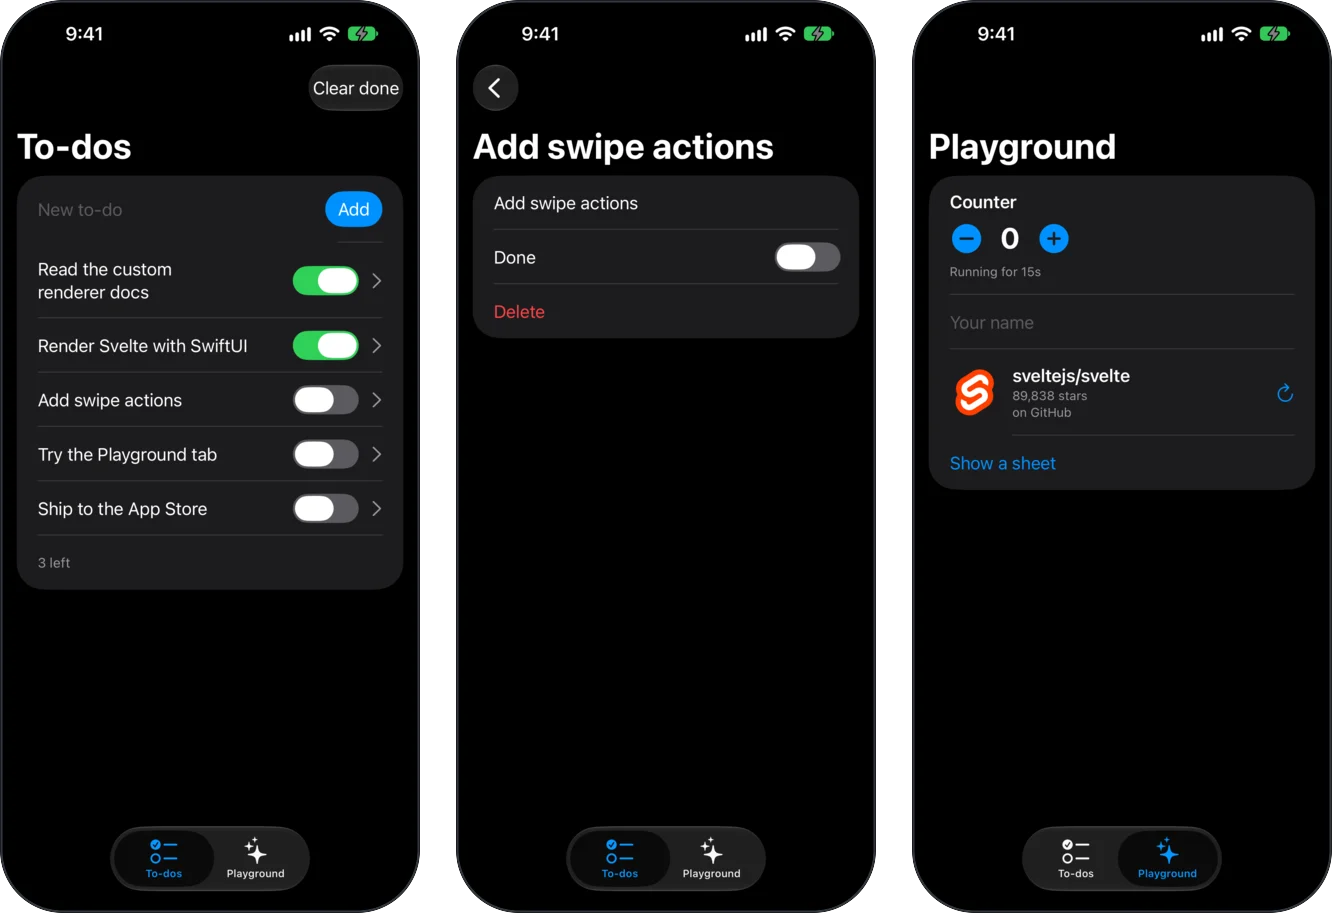 9:41
Clear done
To-dos
New to-do
Add
Read the custom
renderer docs
Render Svelte with SwiftUI
Add swipe actions
Try the Playground tab
Ship to the App Store
3 left
To-dos
Playground
9:41
Add swipe actions
Add swipe actions
Done
Delete
To-dos
Playground
9:41
Playground
Counter
0
Running for 15s
Your name
sveltejs/svelte
89,838 stars
on GitHub
Show a sheet
To-dos
Playground